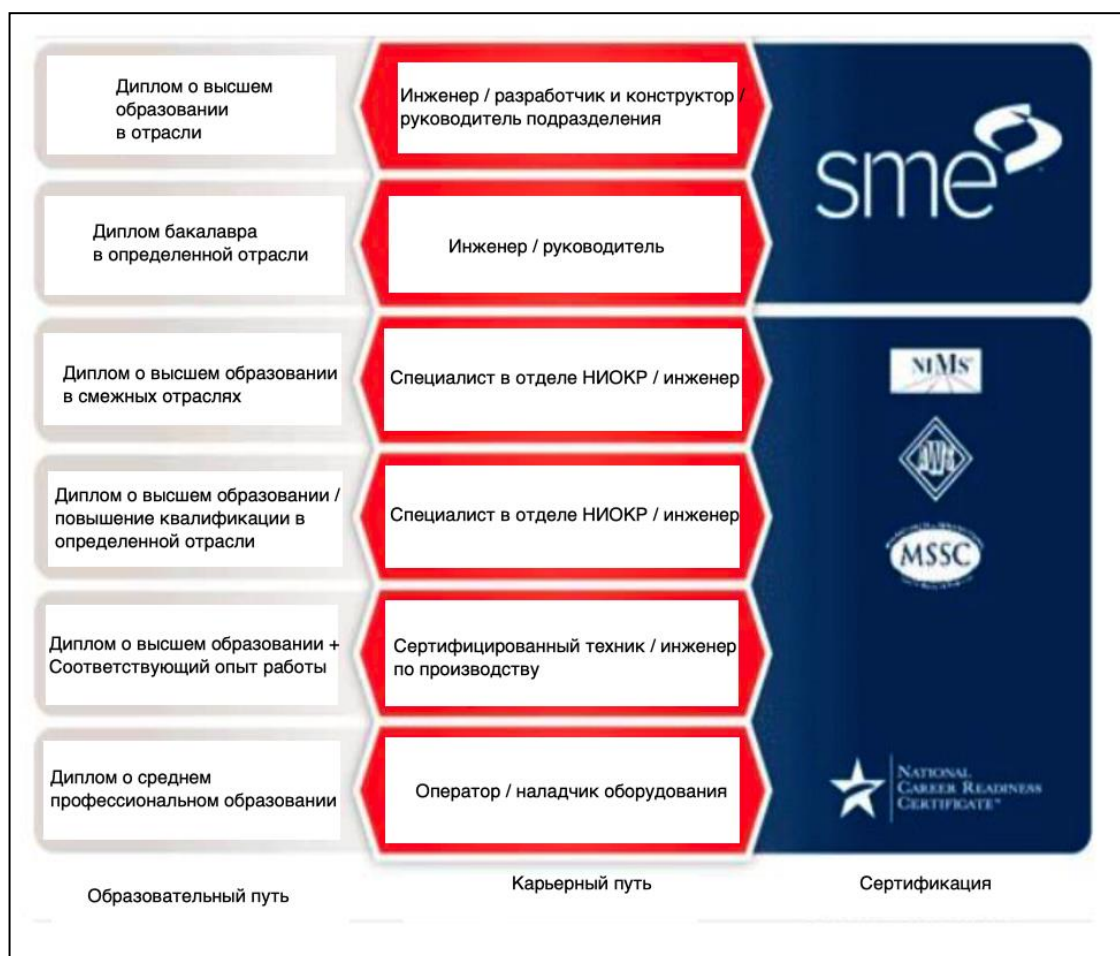 Диплом о высшем
образовании
в отрасли
Инженер / разработчик и конструктор /
руководитель подразделения
sme
Диплом бакалавра
в определенной отрасли
Инженер / руководитель
Диплом о высшем образовании
в смежных отраслях
Специалист в отделе НИОКР / инженер
NIMS
Диплом о высшем образовании /
повышение квалификации в
определенной отрасли
Специалист в отделе НИОКР / инженер
AWS
MSSC
Диплом о высшем образовании +
Соответствующий опыт работы
Сертифицированный техник / инженер
по производству
Диплом о среднем
профессиональном образовании
Оператор / наладчик оборудования
NATIONAL
CAREER READINESS
CERTIFICATE™
Образовательный путь
Карьерный путь
Сертификация